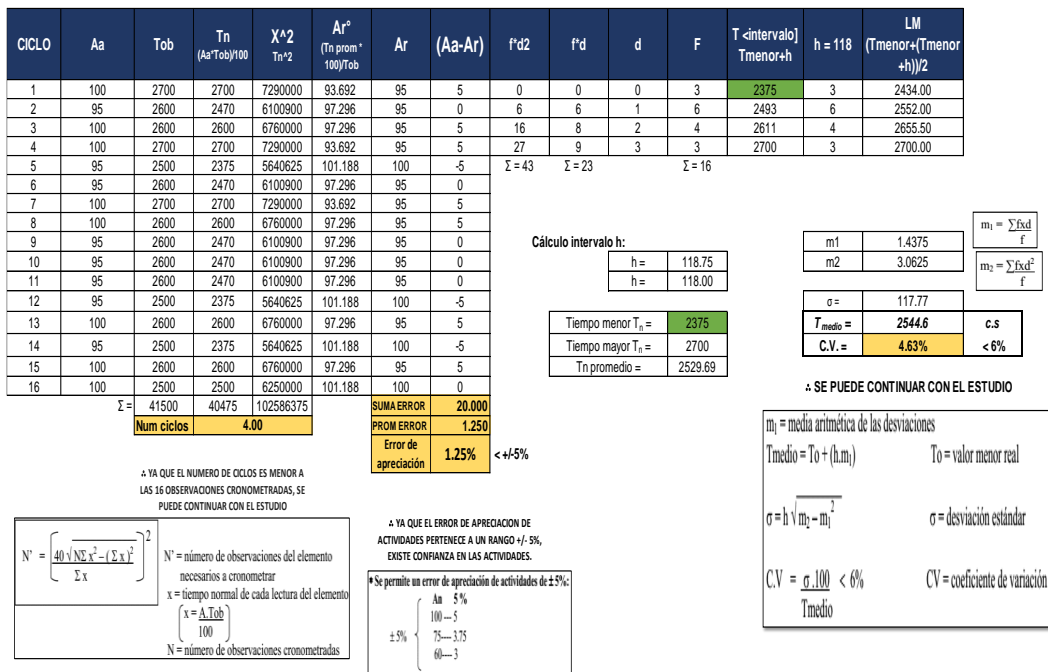 CICLO Aa Tob Tn (Aa*Tob)/100 X^2 Tn^2 Ar° (Tn prom * 100)/Tob Ar (Aa-Ar) f*d2 f*d d F T <intervalo] Tmenor+h h = 118 LM (Tmenor+(Tmenor +h))/2
1 100 2700 2700 7290000 93.692 95 5 0 0 0 3 2375 3 2434.00
2 95 2600 2470 6100900 97.296 95 0 6 6 1 6 2493 6 2552.00
3 100 2600 2600 6760000 97.296 95 5 16 8 2 4 2611 4 2655.50
4 100 2700 2700 7290000 93.692 95 5 27 9 3 3 2700 3 2700.00
5 95 2500 2375 5640625 101.188 100 -5 Σ = 43 Σ = 23 Σ = 16
6 95 2600 2470 6100900 97.296 95 0
7 100 2700 2700 7290000 93.692 95 5
8 100 2600 2600 6760000 97.296 95 5
9 95 2600 2470 6100900 97.296 95 0
10 95 2600 2470 6100900 97.296 95 0
11 95 2600 2470 6100900 97.296 95 0
12 95 2500 2375 5640625 101.188 100 -5
13 100 2600 2600 6760000 97.296 95 5
14 95 2500 2375 5640625 101.188 100 -5
15 100 2600 2600 6760000 97.296 95 5
16 100 2500 2500 6250000 101.188 100 0
Σ = 41500 40475 102586375 SUMA ERROR 20.000
Num ciclos 4.00 PROM ERROR 1.250
Error de apreciación 1.25% < +/-5%
Cálculo intervalo h:
h = 118.75
h = 118.00
Tiempo menor Tn = 2375
Tiempo mayor Tn = 2700
Tn promedio = 2529.69
m1 1.4375
m2 3.0625
m₁ = ∑fxd
f
m₂ = ∑fxd²
f
σ = 117.77
Tmedio = 2544.6 c.s
C.V. = 4.63% < 6%
∴ SE PUEDE CONTINUAR CON EL ESTUDIO
m₁ = media aritmética de las desviaciones
Tmedio = To + (h.m₁) To = valor menor real
σ = h √m₂ – m₁² σ = desviación estándar
C.V = σ .100 < 6% CV = coeficiente de variación
Tmedio
∴ YA QUE EL NUMERO DE CICLOS ES MENOR A
LAS 16 OBSERVACIONES CRONOMETRADAS, SE
PUEDE CONTINUAR CON EL ESTUDIO
N' = (40 √NΣ x² – (Σ x)²)²
Σ x
N' = número de observaciones del elemento
necesarios a cronometrar
x = tiempo normal de cada lectura del elemento
(x = A.Tob)
100
N = número de observaciones cronometradas
∴ YA QUE EL ERROR DE APRECIACION DE
ACTIVIDADES PERTENECE A UN RANGO +/- 5%,
EXISTE CONFIANZA EN LAS ACTIVIDADES.
* Se permite un error de apreciación de actividades de ± 5%:
An 5 %
100 --- 5
± 5% { 75---- 3.75
60---- 3